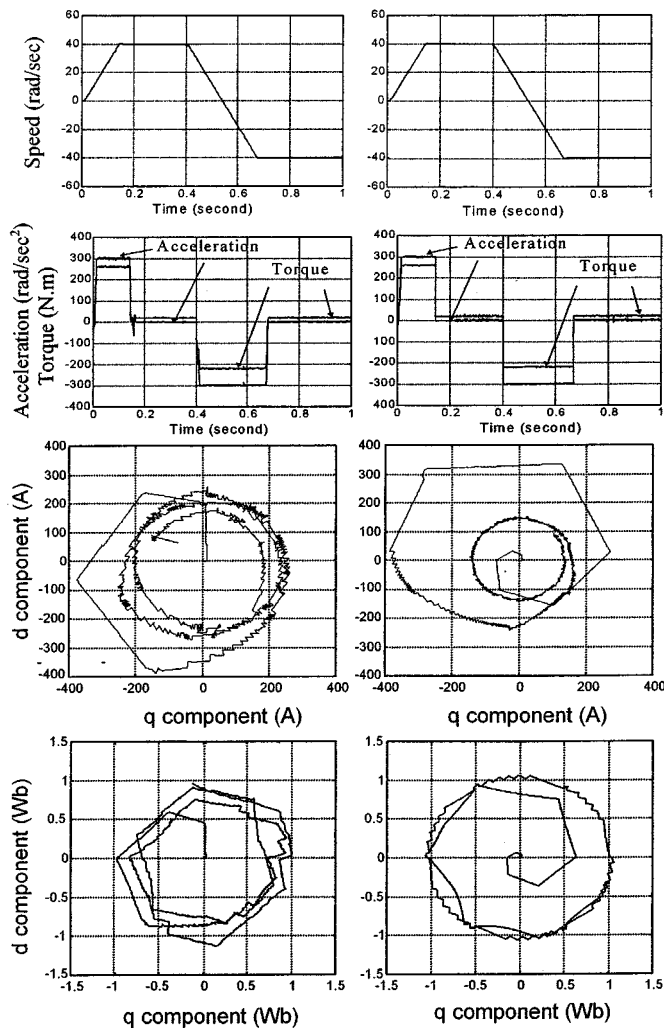 Speed (rad/sec)
60
40
20
0
-20
-40
-60
0 0.2 0.4 0.6 0.8 1
Time (second)
60
40
20
0
-20
-40
-60
0 0.2 0.4 0.6 0.8 1
Time (second)
Acceleration (rad/sec²)
Torque (N.m)
400
300
200
100
0
-100
-200
-300
-400
Acceleration
Torque
0 0.2 0.4 0.6 0.8 1
Time (second)
400
300
200
100
0
-100
-200
-300
-400
Acceleration
Torque
0 0.2 0.4 0.6 0.8 1
Time (second)
d component (A)
400
300
200
100
0
-100
-200
-300
-400
-400 -200 0 200 400
q component (A)
400
300
200
100
0
-100
-200
-300
-400
-400 -200 0 200 400
q component (A)
d component (Wb)
1.5
1
0.5
0
-0.5
-1
-1.5
-1.5 -1 -0.5 0 0.5 1 1.5
q component (Wb)
1.5
1
0.5
0
-0.5
-1
-1.5
-1.5 -1 -0.5 0 0.5 1 1.5
q component (Wb)